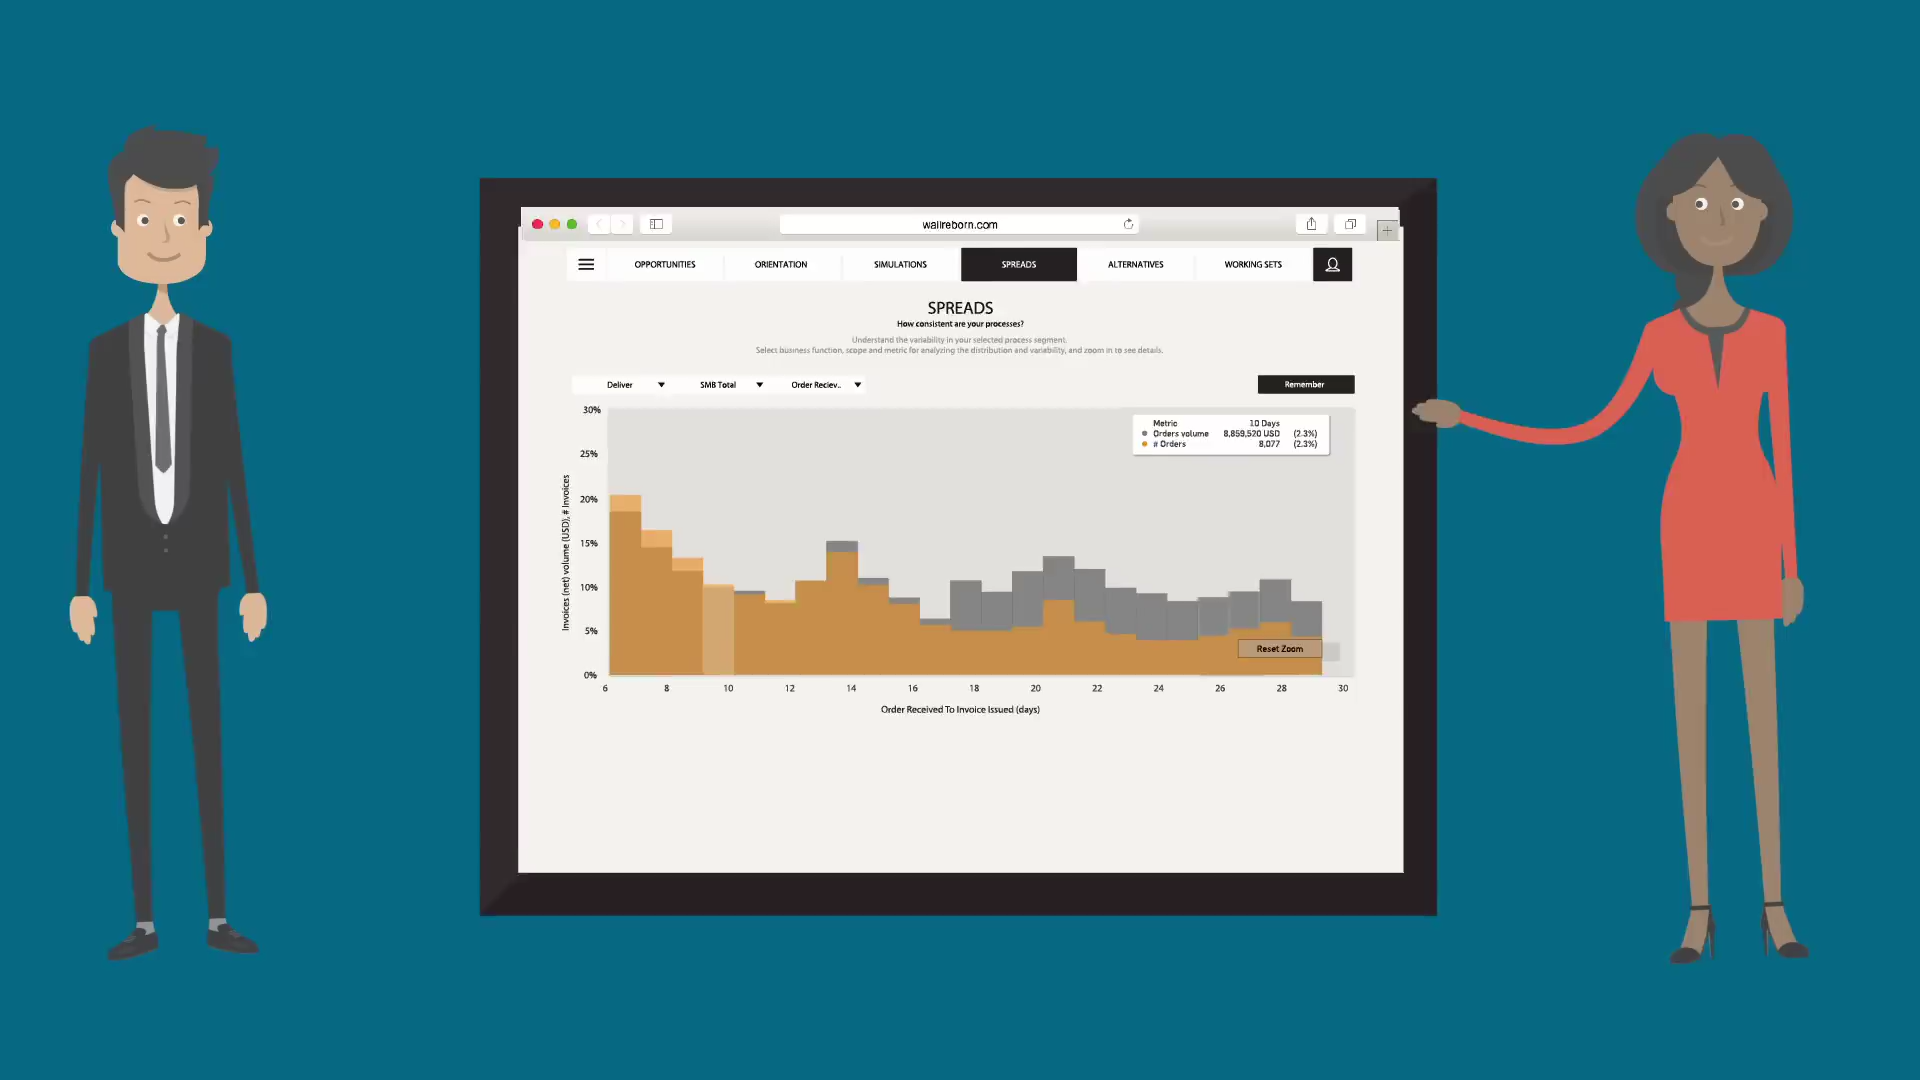 wallreborn.com
OPPORTUNITIES ORIENTATION SIMULATIONS SPREADS ALTERNATIVES WORKING SETS
SPREADS
How consistent are your processes?
Understand the variability in your selected process segment.
Select business function, scope and metric for analyzing the distribution and variability, and zoom in to see details.
Deliver SMB Total Order Reciev.. Remember
Metric 10 Days
Orders volume 8,859,520 USD (2.3%)
# Orders 8,077 (2.3%)
30%
25%
20%
15%
10%
5%
0%
Invoices (net) volume (USD), # Invoices
Reset Zoom
6 8 10 12 14 16 18 20 22 24 26 28 30
Order Received To Invoice Issued (days)